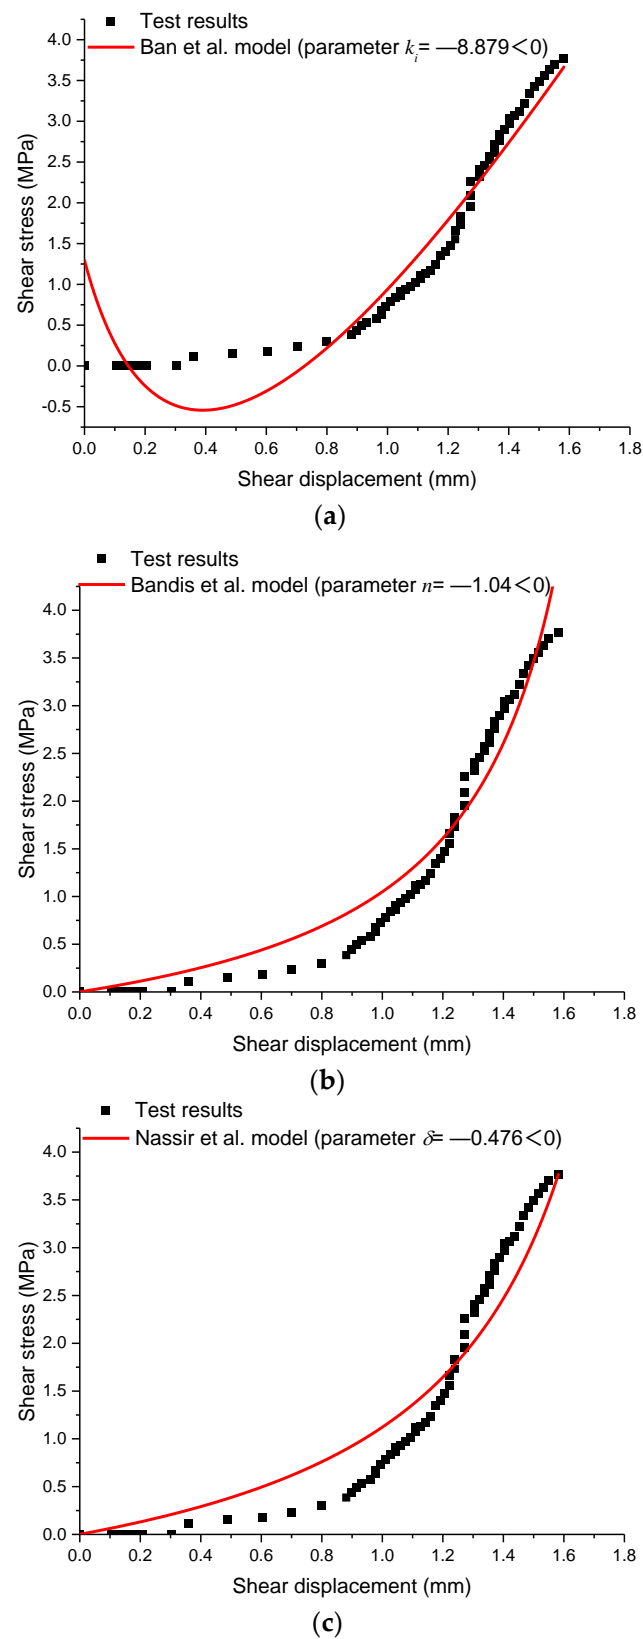 Test results
Ban et al. model (parameter kᵢ= —8.879＜0)
4.0
3.5
3.0
2.5
2.0
1.5
1.0
0.5
0.0
-0.5
Shear stress (MPa)
0.0 0.2 0.4 0.6 0.8 1.0 1.2 1.4 1.6 1.8
Shear displacement (mm)
(a)
Test results
Bandis et al. model (parameter n= —1.04＜0)
4.0
3.5
3.0
2.5
2.0
1.5
1.0
0.5
0.0
Shear stress (MPa)
0.0 0.2 0.4 0.6 0.8 1.0 1.2 1.4 1.6 1.8
Shear displacement (mm)
(b)
Test results
Nassir et al. model (parameter δ= —0.476＜0)
4.0
3.5
3.0
2.5
2.0
1.5
1.0
0.5
0.0
Shear stress (MPa)
0.0 0.2 0.4 0.6 0.8 1.0 1.2 1.4 1.6 1.8
Shear displacement (mm)
(c)